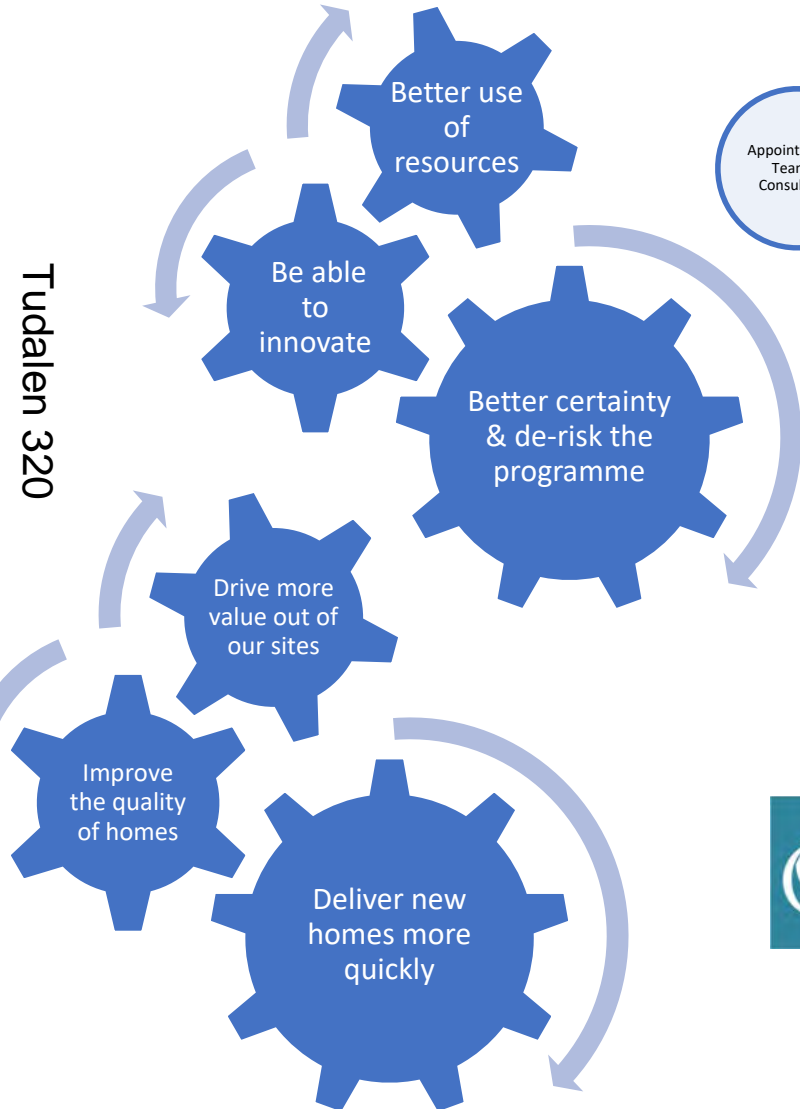 Better use
of
resources
Be able
to
innovate
Better certainty
& de-risk the
programme
Tudalen 320
Drive more
value out of
our sites
Improve
the quality
of homes
Deliver new
homes more
quickly